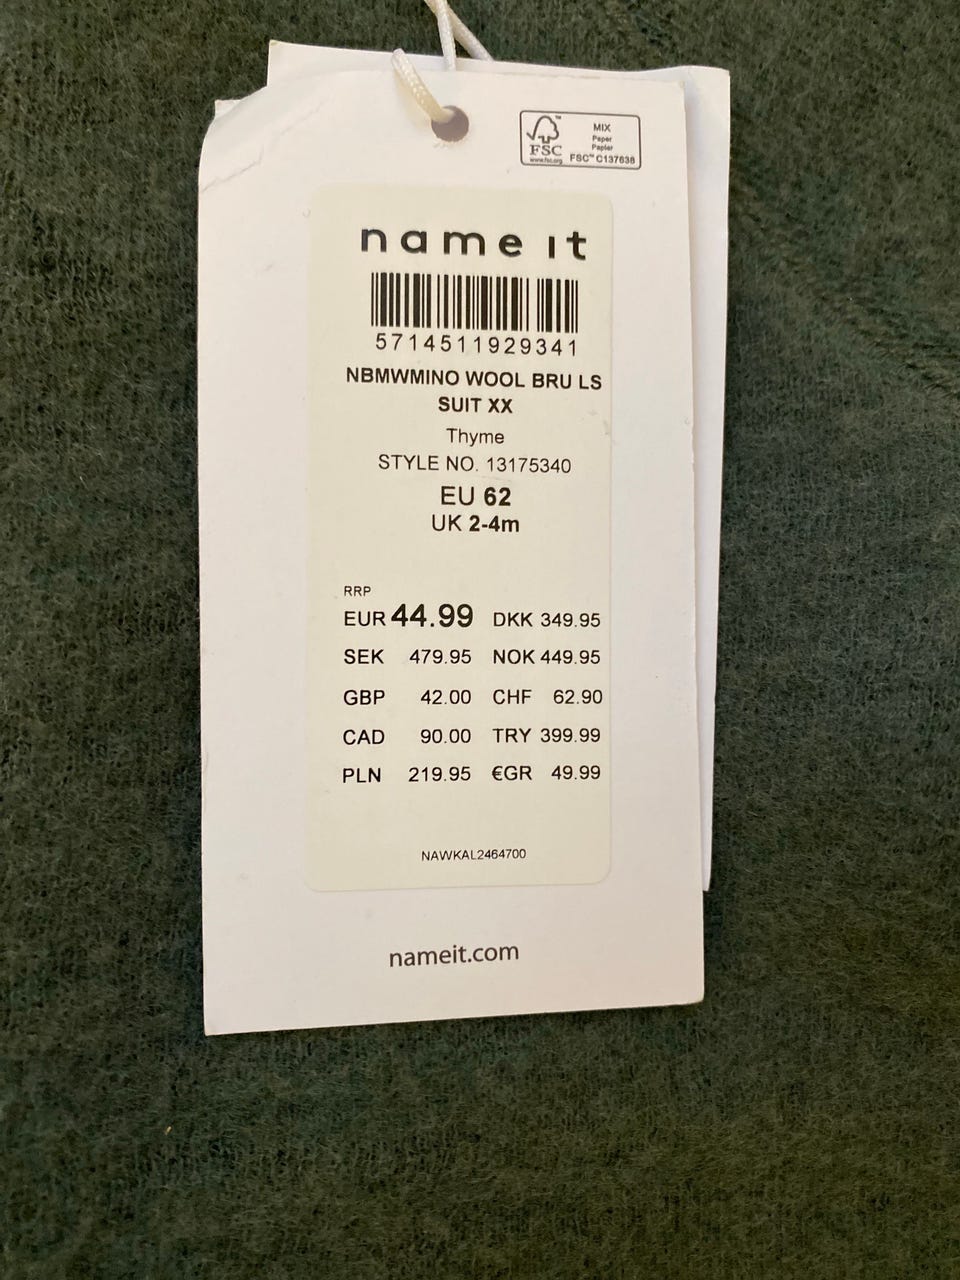 MIX
Paper
Papier
FSC™ C137638
FSC
www.fsc.org
name it
5714511929341
NBMWMINO WOOL BRU LS
SUIT XX
Thyme
STYLE NO. 13175340
EU 62
UK 2-4m
RRP
EUR 44.99 DKK 349.95
SEK 479.95 NOK 449.95
GBP 42.00 CHF 62.90
CAD 90.00 TRY 399.99
PLN 219.95 €GR 49.99
NAWKAL2464700
nameit.com